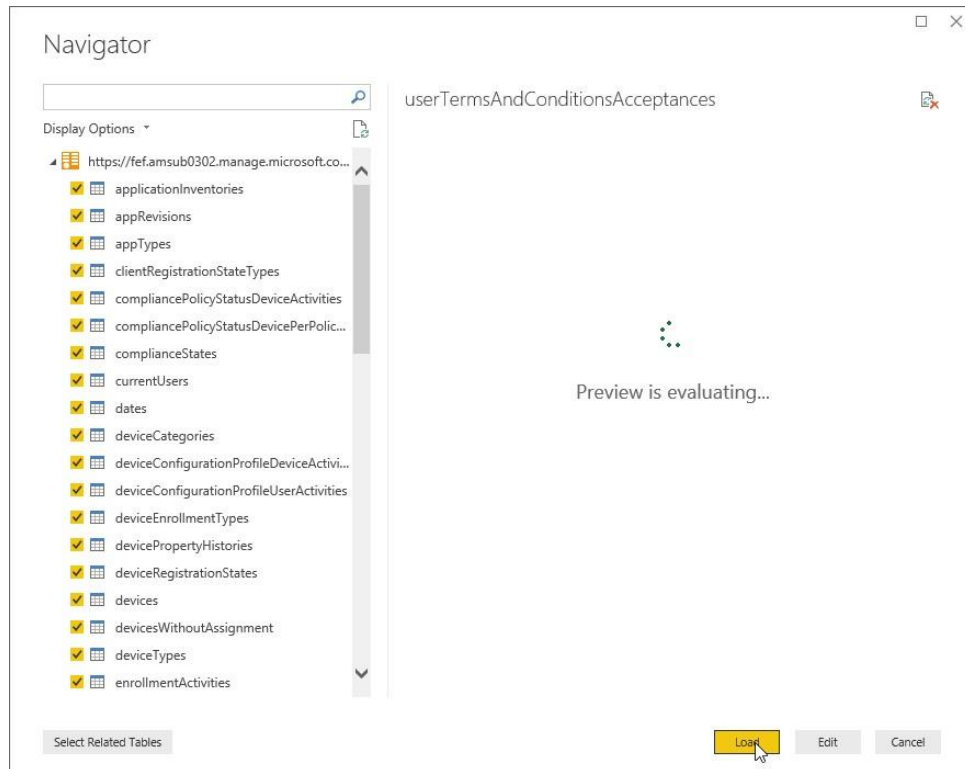 Navigator
Display Options
https://fef.amsub0302.manage.microsoft.co...
applicationInventories
appRevisions
appTypes
clientRegistrationStateTypes
compliancePolicyStatusDeviceActivities
compliancePolicyStatusDevicePerPolic...
complianceStates
currentUsers
dates
deviceCategories
deviceConfigurationProfileDeviceActivi...
deviceConfigurationProfileUserActivities
deviceEnrollmentTypes
devicePropertyHistories
deviceRegistrationStates
devices
devicesWithoutAssignment
deviceTypes
enrollmentActivities
userTermsAndConditionsAcceptances
Preview is evaluating...
Select Related Tables
Load
Edit
Cancel